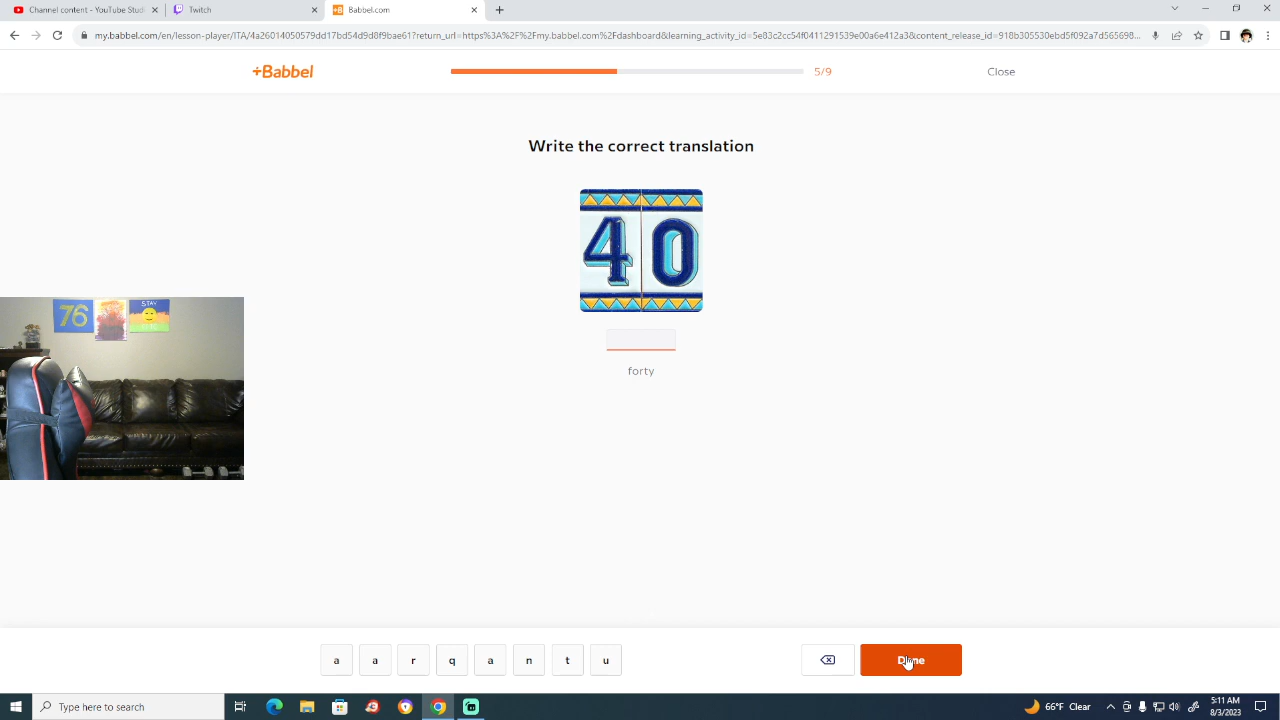 Channel content - YouTube Studi
Twitch
Babbel.com
my.babbel.com/en/lesson-player/ITA/4a26014050579dd17bd54d9d8f9bae61?return_url=https%3A%2F%2Fmy.babbel.com%2Fdashboard&learning_activity_id=5e83c2cc54f0411291539e00a6e412a3&content_release_id=918b305530ebd5f092a7d565698...
+Babbel
5/9
Close
Write the correct translation
40
forty
76
STAY
a a r q a n t u
Done
Type here to search
66°F Clear
5:11 AM
8/3/2023